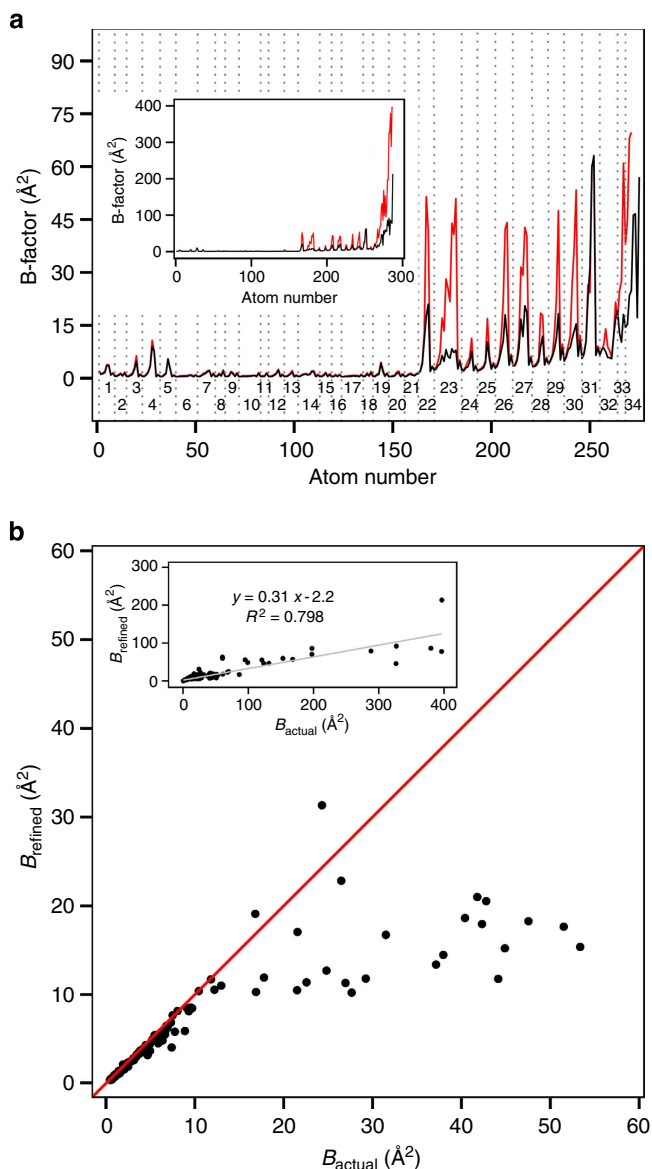 a
90
75
60
45
30
15
0
B-factor (Å²)
400
300
200
100
0
B-factor (Å²)
0 100 200 300
Atom number
1 3 5 7 9 11 13 15 17 19 21 23 25 27 29 31 33
2 4 6 8 10 12 14 16 18 20 22 24 26 28 30 32 34
0 50 100 150 200 250
Atom number
b
60
50
40
30
20
10
0
B refined (Å²)
300
200
100
0
B refined (Å²)
y = 0.31 x - 2.2
R² = 0.798
0 100 200 300 400
B actual (Å²)
0 10 20 30 40 50 60
B actual (Å²)